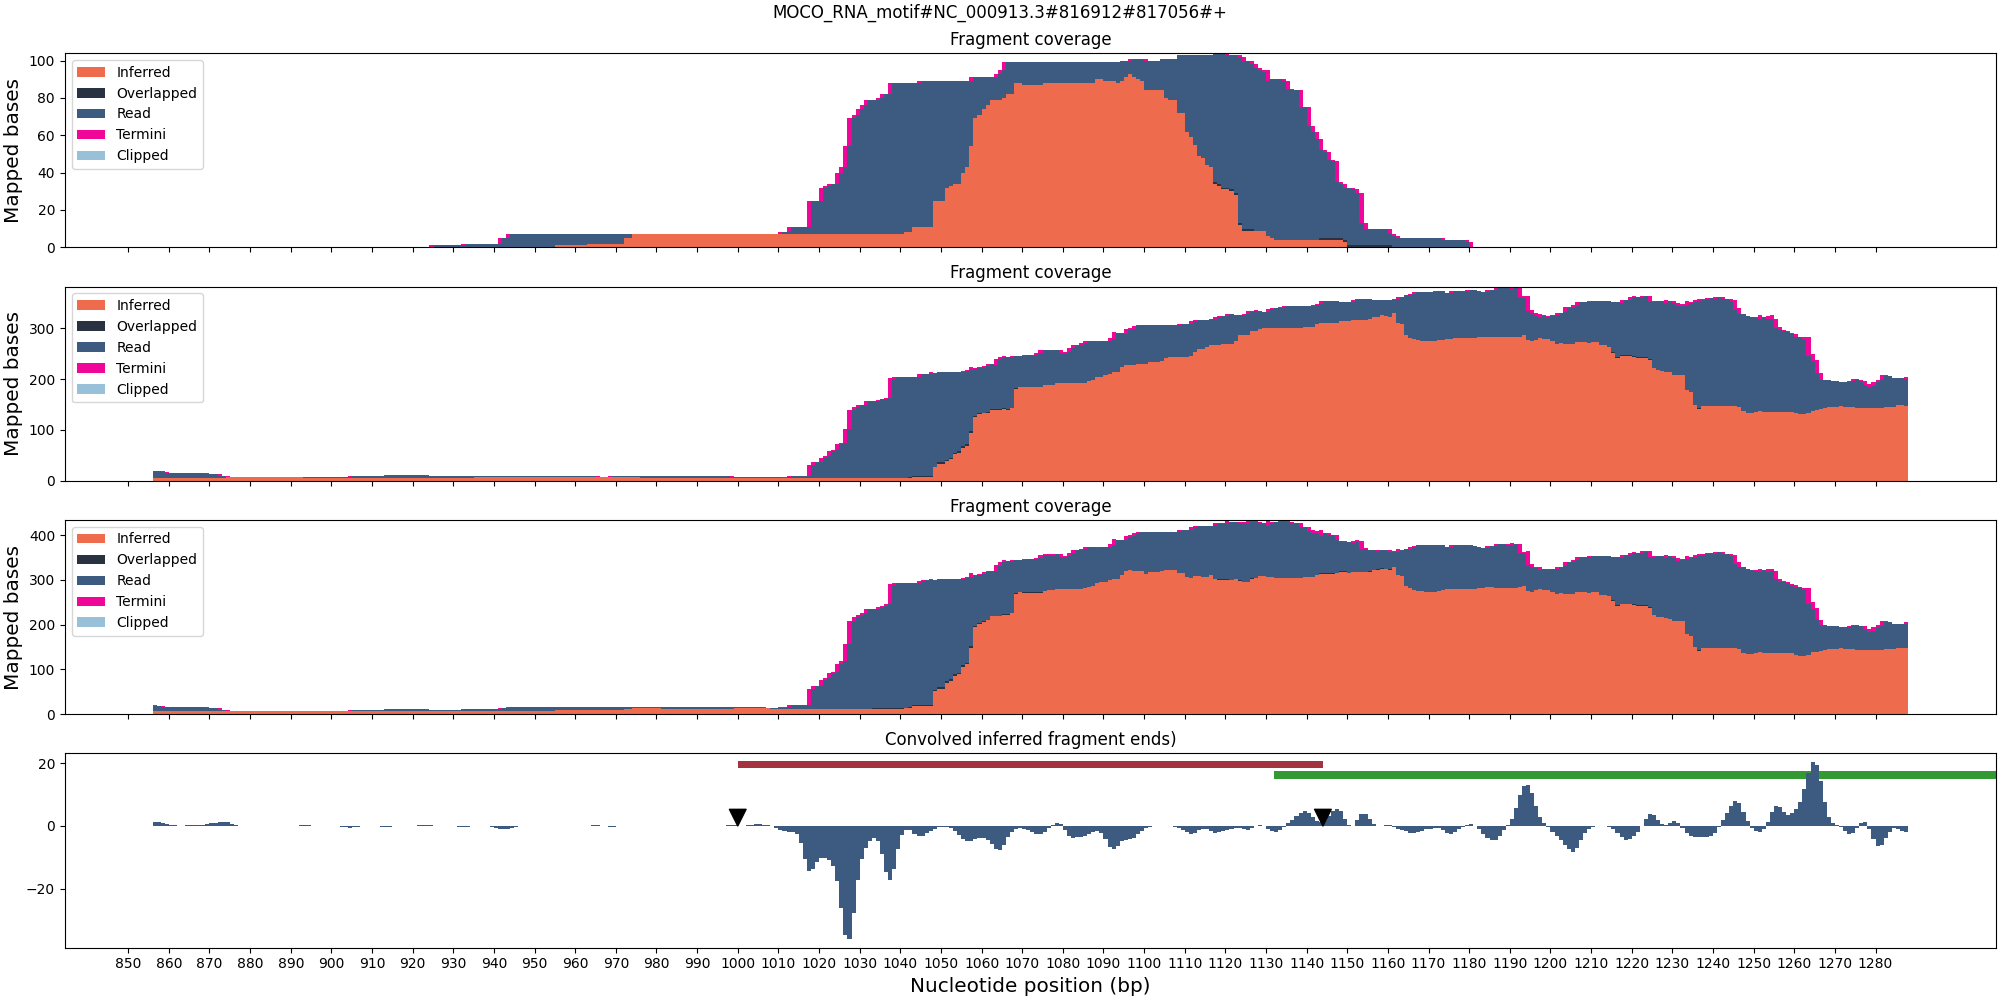 MOCO_RNA_motif#NC_000913.3#816912#817056#+
Fragment coverage
Mapped bases
100
80
60
40
20
0
Inferred
Overlapped
Read
Termini
Clipped
Fragment coverage
Mapped bases
300
200
100
0
Inferred
Overlapped
Read
Termini
Clipped
Fragment coverage
Mapped bases
400
300
200
100
0
Inferred
Overlapped
Read
Termini
Clipped
Convolved inferred fragment ends)
20
0
−20
850 860 870 880 890 900 910 920 930 940 950 960 970 980 990 1000 1010 1020 1030 1040 1050 1060 1070 1080 1090 1100 1110 1120 1130 1140 1150 1160 1170 1180 1190 1200 1210 1220 1230 1240 1250 1260 1270 1280
Nucleotide position (bp)